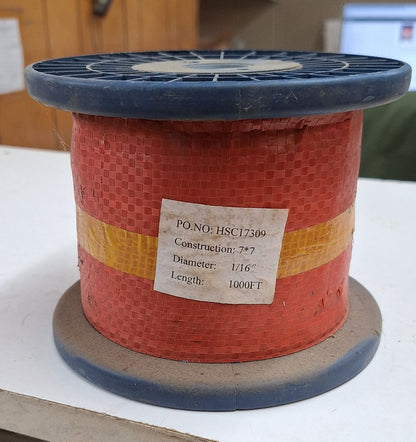 PO.NO: HSC17309
Construction: 7*7
Diameter: 1/16"
Length: 1000FT